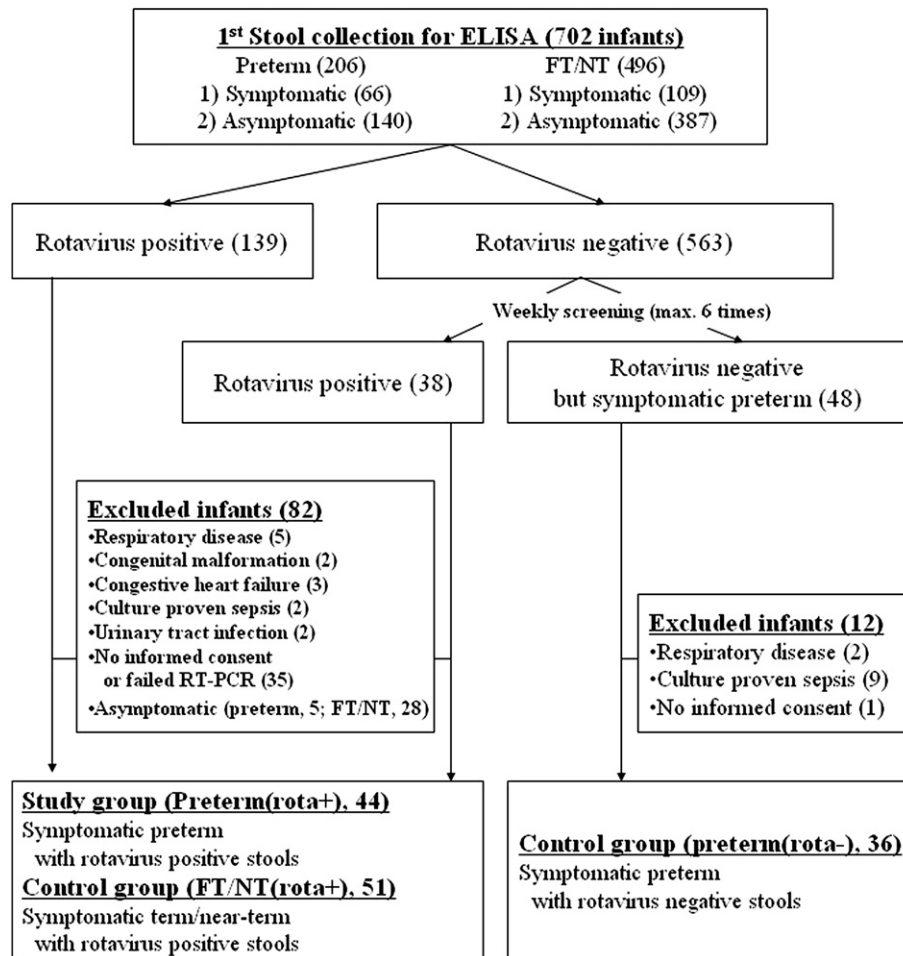 1st Stool collection for ELISA (702 infants)
Preterm (206)
FT/NT (496)
1) Symptomatic (66)
1) Symptomatic (109)
2) Asymptomatic (140)
2) Asymptomatic (387)
Rotavirus positive (139)
Rotavirus negative (563)
Weekly screening (max. 6 times)
Rotavirus positive (38)
Rotavirus negative
but symptomatic preterm (48)
Excluded infants (82)
•Respiratory disease (5)
•Congenital malformation (2)
•Congestive heart failure (3)
•Culture proven sepsis (2)
•Urinary tract infection (2)
•No informed consent
or failed RT-PCR (35)
•Asymptomatic (preterm, 5; FT/NT, 28)
Excluded infants (12)
•Respiratory disease (2)
•Culture proven sepsis (9)
•No informed consent (1)
Study group (Preterm(rota+), 44)
Symptomatic preterm
with rotavirus positive stools
Control group (FT/NT(rota+), 51)
Symptomatic term/near-term
with rotavirus positive stools
Control group (preterm(rota-), 36)
Symptomatic preterm
with rotavirus negative stools